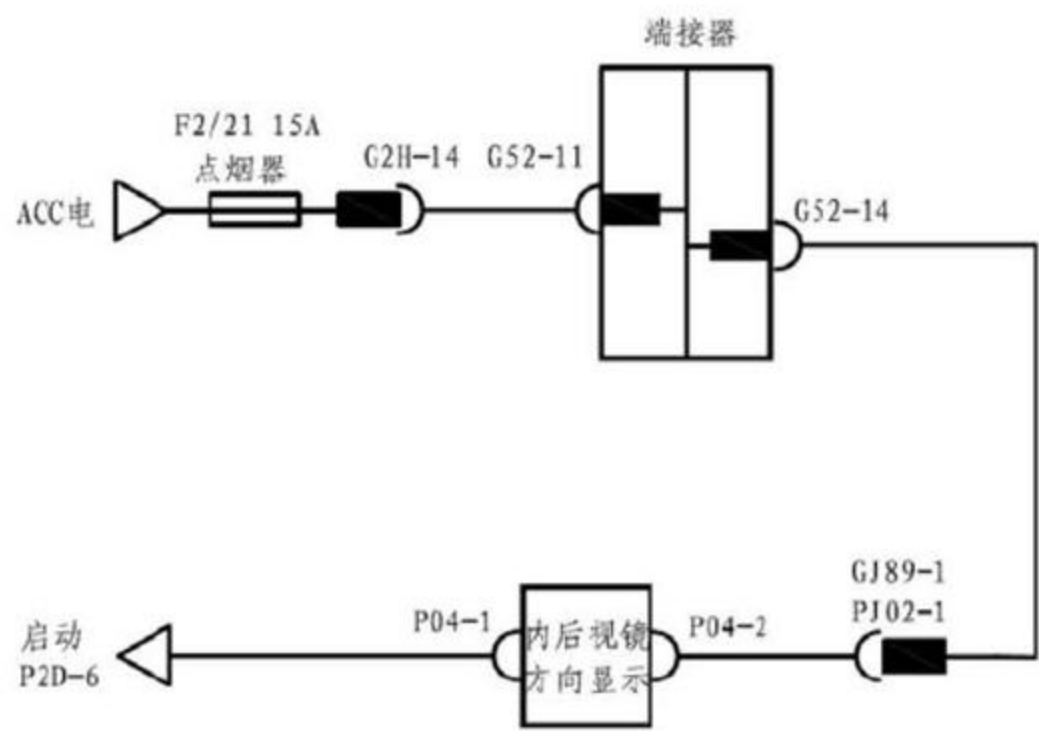 端接器
F2/21 15A
点烟器
G2H-14
G52-11
ACC电
G52-14
GJ89-1
PJ02-1
P04-1
内后视镜
方向显示
P04-2
启动
P2D-6